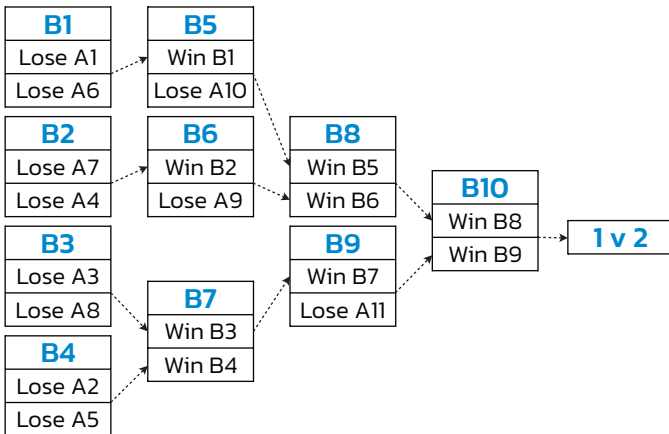 B1
Lose A1
Lose A6
B2
Lose A7
Lose A4
B3
Lose A3
Lose A8
B4
Lose A2
Lose A5
B5
Win B1
Lose A10
B6
Win B2
Lose A9
B7
Win B3
Win B4
B8
Win B5
Win B6
B9
Win B7
Lose A11
B10
Win B8
Win B9
1 v 2